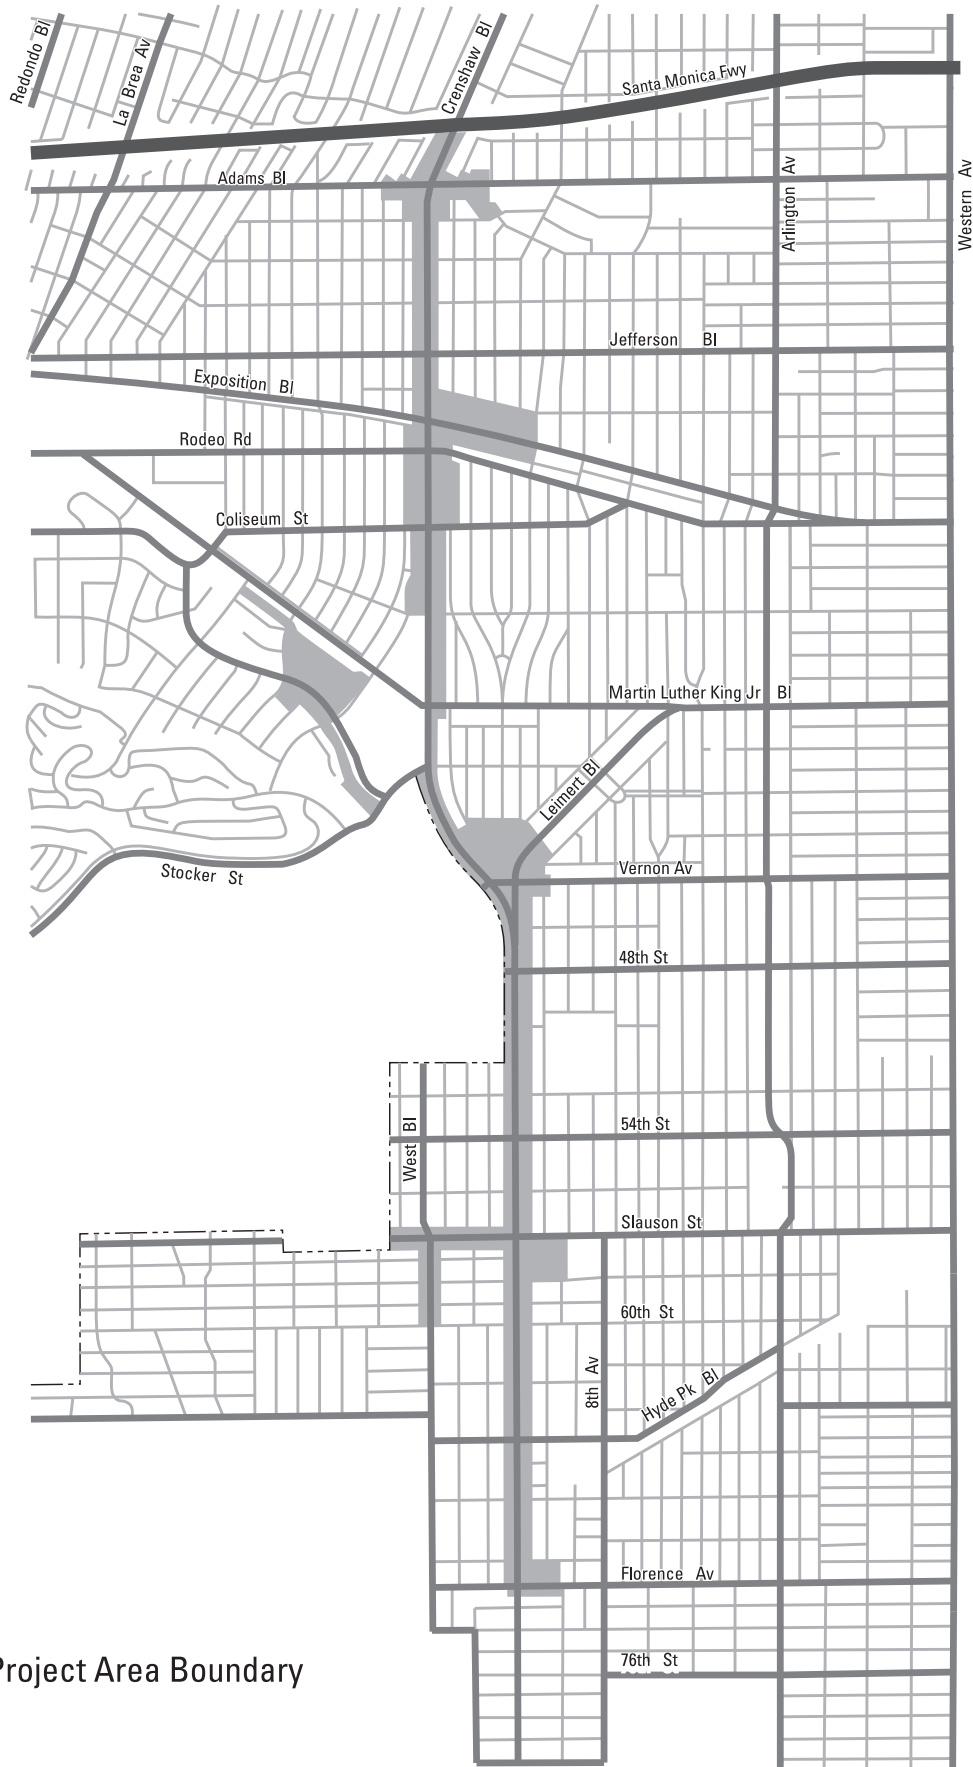 Redondo Bl
La Brea Av
Crenshaw Bl
Santa Monica Fwy
Adams Bl
Arlington Av
Western Av
Jefferson Bl
Exposition Bl
Rodeo Rd
Coliseum St
Martin Luther King Jr Bl
Leimert Bl
Stocker St
Vernon Av
48th St
54th St
West Bl
Slauson St
60th St
8th Av
Hyde Pk Bl
Florence Av
76th St
Project Area Boundary